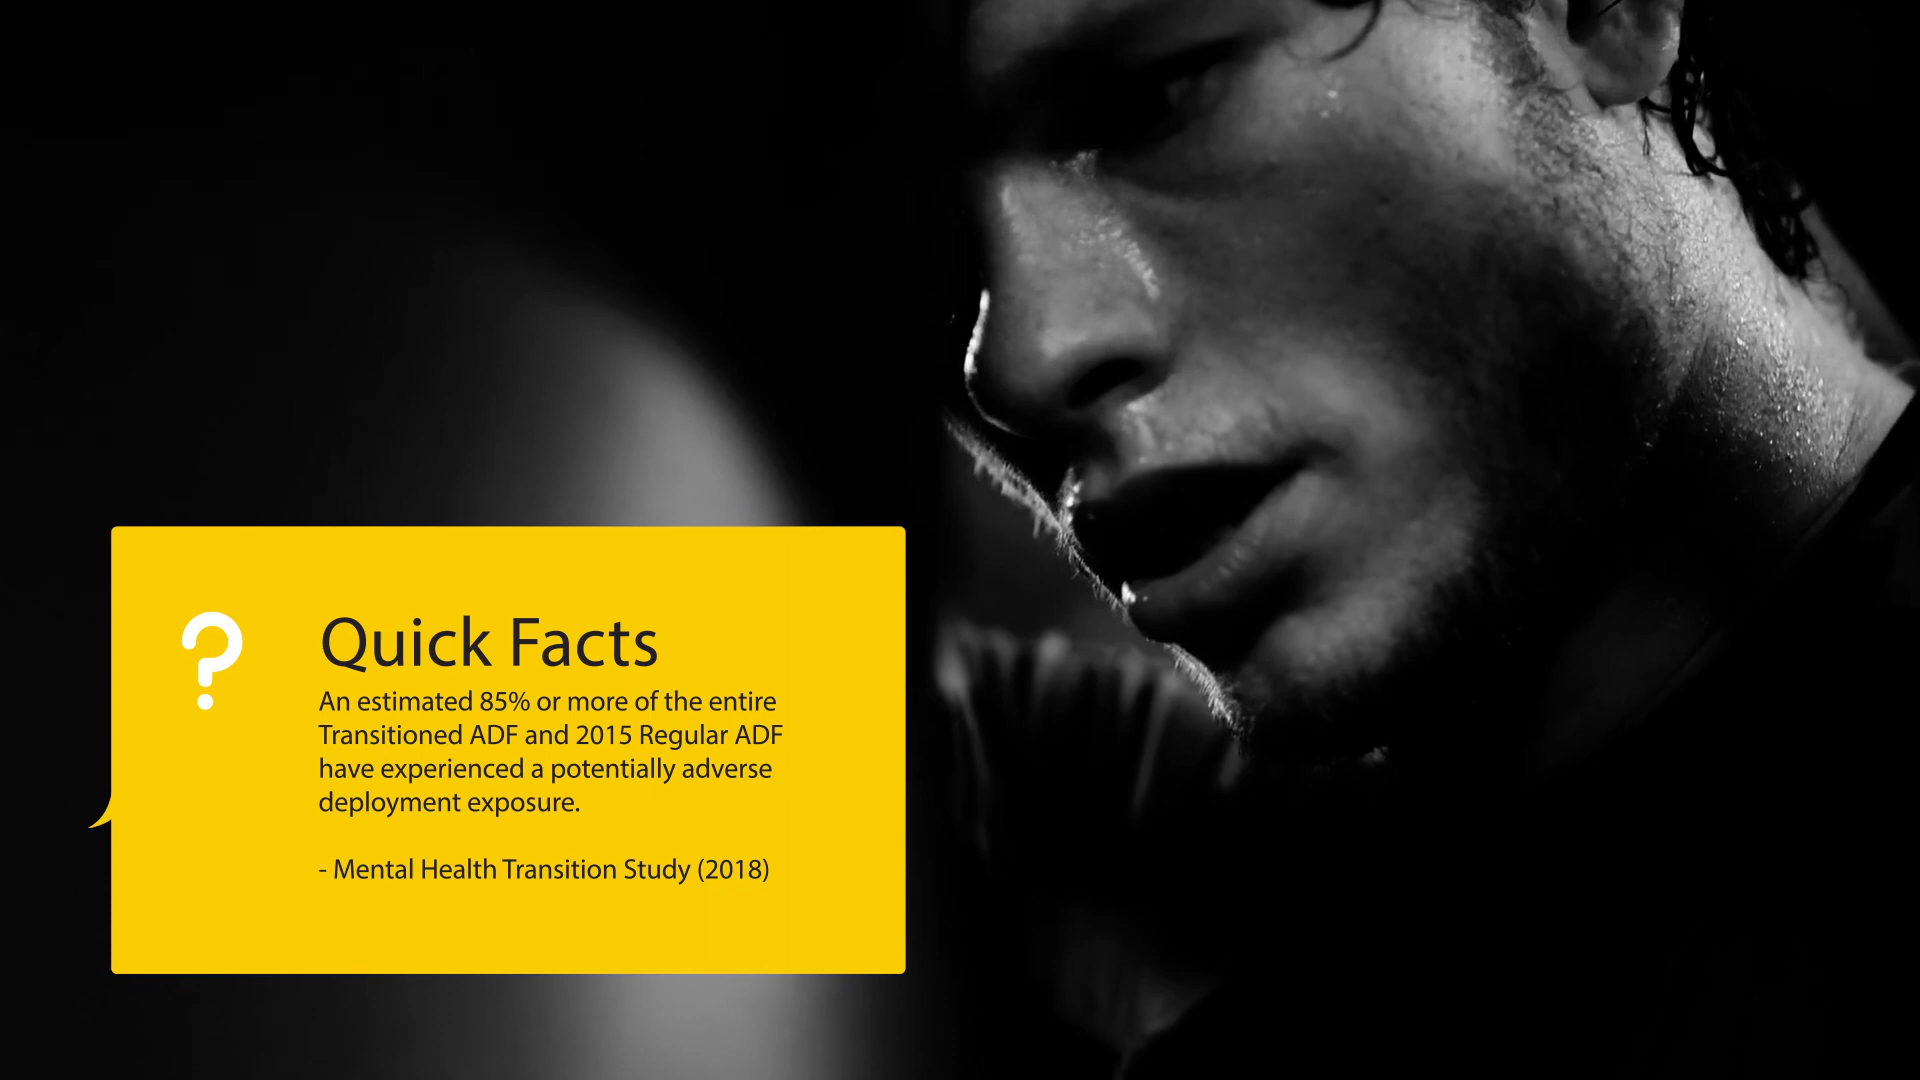 ?
Quick Facts
An estimated 85% or more of the entire
Transitioned ADF and 2015 Regular ADF
have experienced a potentially adverse
deployment exposure.
- Mental Health Transition Study (2018)